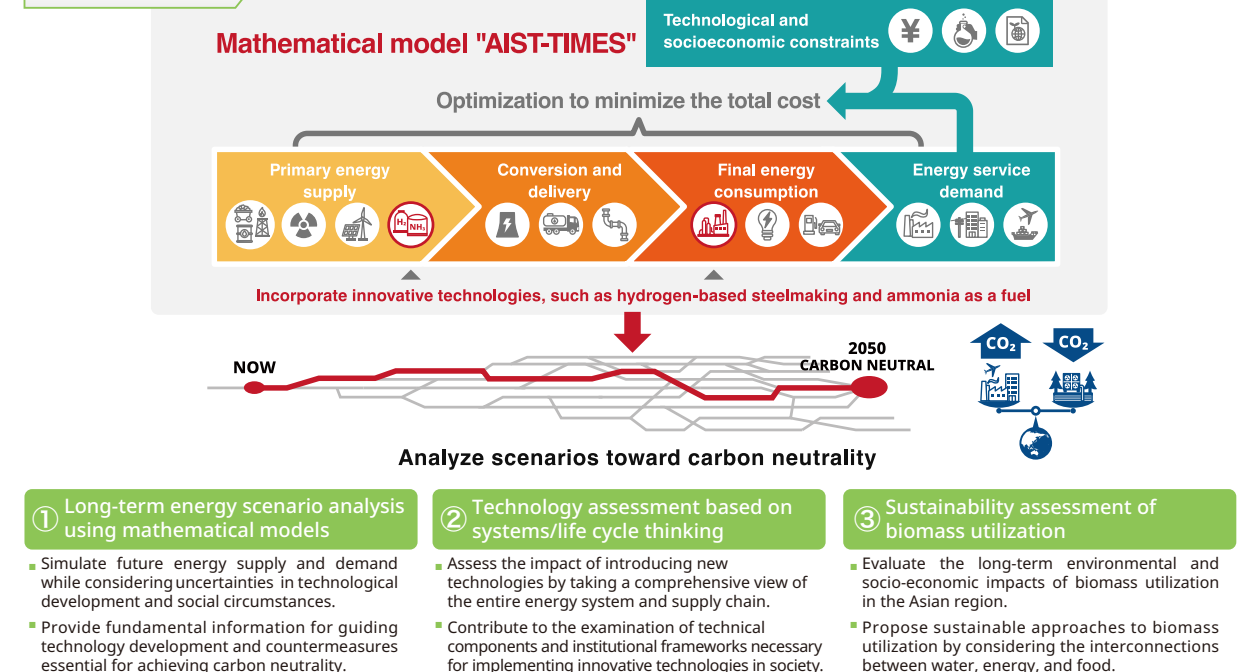 Mathematical model "AIST-TIMES"
Technological and
socioeconomic constraints
¥
Optimization to minimize the total cost
Primary energy
supply
H₂
NH₃
Conversion and
delivery
Final energy
consumption
Energy service
demand
Incorporate innovative technologies, such as hydrogen-based steelmaking and ammonia as a fuel
NOW
2050
CARBON NEUTRAL
CO₂
CO₂
Analyze scenarios toward carbon neutrality
① Long-term energy scenario analysis
using mathematical models
▪ Simulate future energy supply and demand
while considering uncertainties in technological
development and social circumstances.
▪ Provide fundamental information for guiding
technology development and countermeasures
essential for achieving carbon neutrality.
② Technology assessment based on
systems/life cycle thinking
▪ Assess the impact of introducing new
technologies by taking a comprehensive view of
the entire energy system and supply chain.
▪ Contribute to the examination of technical
components and institutional frameworks necessary
for implementing innovative technologies in society.
③ Sustainability assessment of
biomass utilization
▪ Evaluate the long-term environmental and
socio-economic impacts of biomass utilization
in the Asian region.
▪ Propose sustainable approaches to biomass
utilization by considering the interconnections
between water, energy, and food.